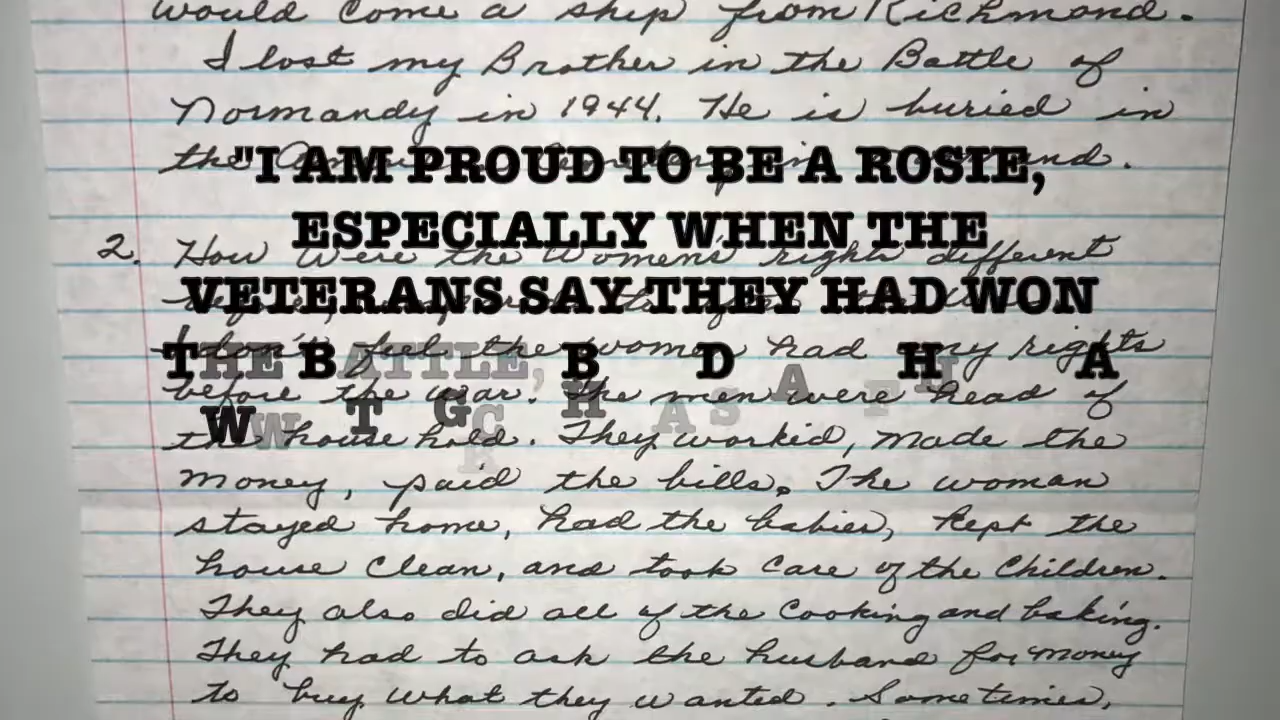 would come a ship from Richmond.
I lost my Brother in the Battle of
Normandy in 1944. He is buried in
the
"I AM PROUD TO BE A ROSIE,
ESPECIALLY WHEN THE
VETERANS SAY THEY HAD WON
THE BATTLE, B D H A
W T G H A S A F H
2. How were the Womens rights different
I don't feel the women had any rights
before the war. The men were head of
the house hold. They workid, made the
money, paid the bills. The woman
stayed home, had the babies, kept the
house clean, and took care of the Children.
They also did all of the Cooking and baking.
They had to ask the husband for money
to buy what they wanted. Sometimes,